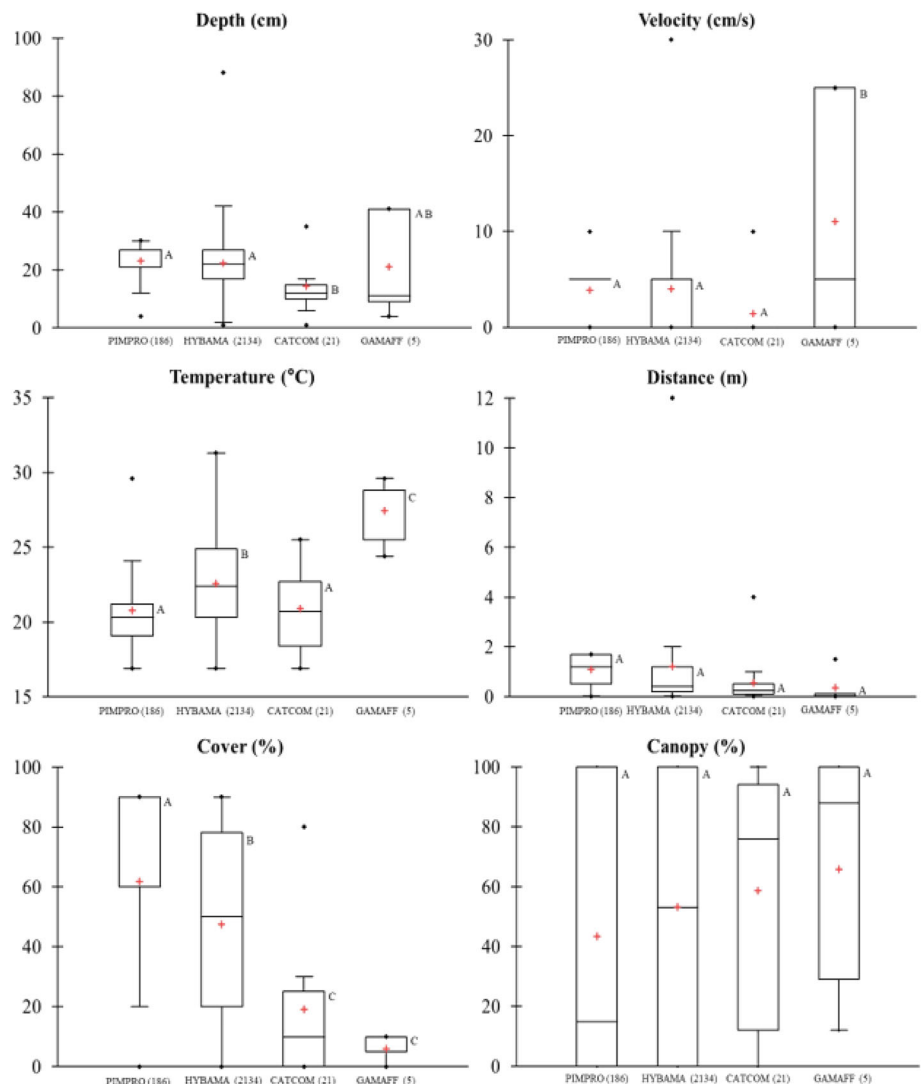 Depth (cm)
100
80
60
40
20
0
A
A
B
A B
PIMPRO (186) HYBAMA (2134) CATCOM (21) GAMAFF (5)
Velocity (cm/s)
30
20
10
0
A
A
A
B
PIMPRO (186) HYBAMA (2134) CATCOM (21) GAMAFF (5)
Temperature (°C)
35
30
25
20
15
A
B
A
C
PIMPRO (186) HYBAMA (2134) CATCOM (21) GAMAFF (5)
Distance (m)
12
10
8
6
4
2
0
A
A
A
A
PIMPRO (186) HYBAMA (2134) CATCOM (21) GAMAFF (5)
Cover (%)
100
80
60
40
20
0
A
B
C
C
PIMPRO (186) HYBAMA (2134) CATCOM (21) GAMAFF (5)
Canopy (%)
100
80
60
40
20
0
A
A
A
A
PIMPRO (186) HYBAMA (2134) CATCOM (21) GAMAFF (5)